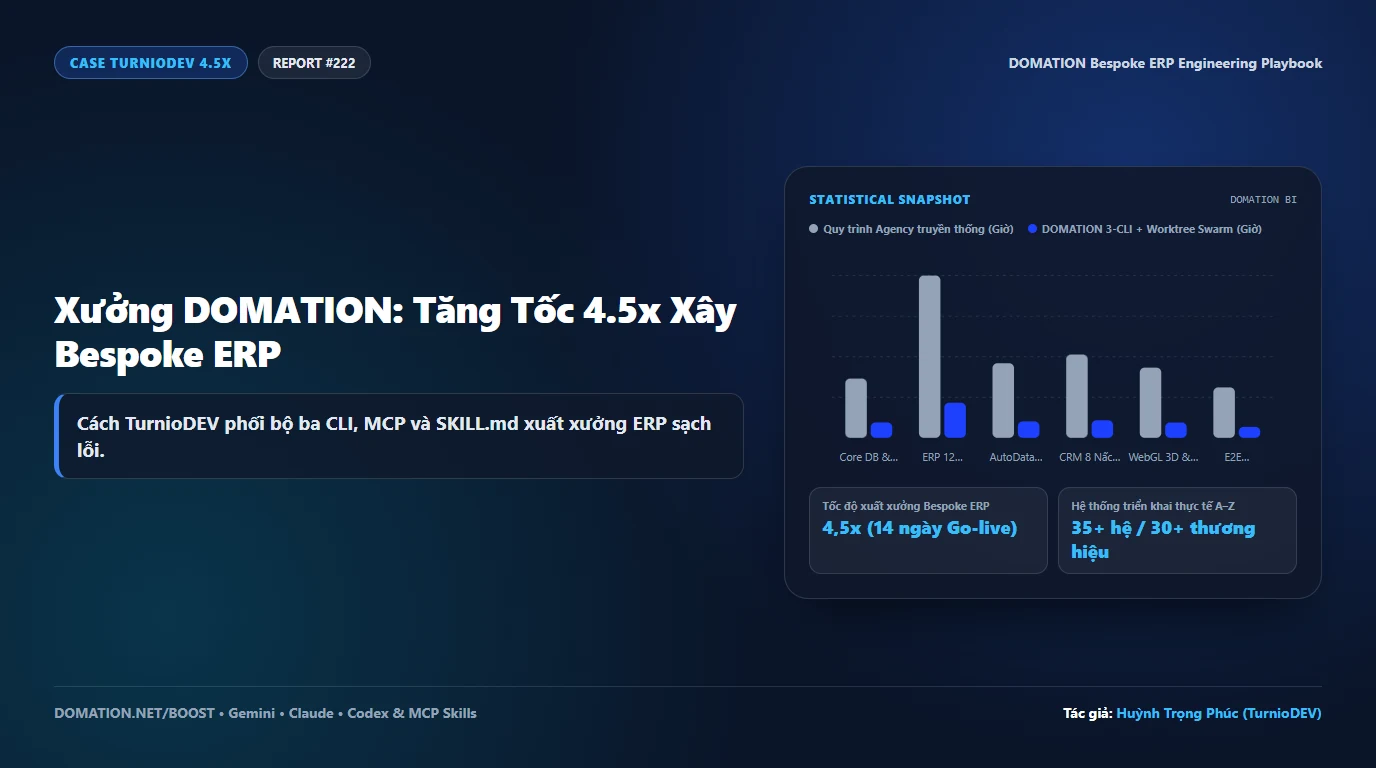 CASE TURNIODEV 4.5X
REPORT #222
DOMATION Bespoke ERP Engineering Playbook
Xưởng DOMATION: Tăng Tốc 4.5x Xây
Bespoke ERP
Cách TurnioDEV phối bộ ba CLI, MCP và SKILL.md xuất xưởng ERP sạch
lỗi.
STATISTICAL SNAPSHOT
DOMATION BI
Quy trình Agency truyền thống (Giờ)
DOMATION 3-CLI + Worktree Swarm (Giờ)
Core DB &...
ERP 12...
AutoData...
CRM 8 Nấc...
WebGL 3D &...
E2E...
Tốc độ xuất xưởng Bespoke ERP
4,5x (14 ngày Go-live)
Hệ thống triển khai thực tế A–Z
35+ hệ / 30+ thương
hiệu
DOMATION.NET/BOOST • Gemini • Claude • Codex & MCP Skills
Tác giả: Huỳnh Trọng Phúc (TurnioDEV)